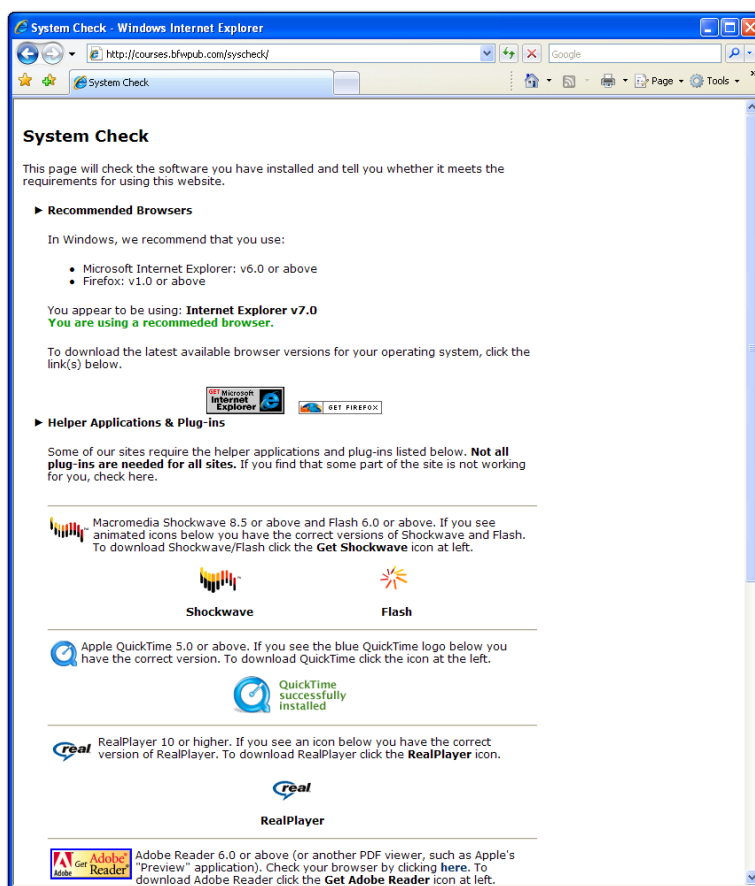 System Check - Windows Internet Explorer
http://courses.bfwpub.com/syscheck/
Google
System Check
Page
Tools
System Check
This page will check the software you have installed and tell you whether it meets the
requirements for using this website.
► Recommended Browsers
In Windows, we recommend that you use:
• Microsoft Internet Explorer: v6.0 or above
• Firefox: v1.0 or above
You appear to be using: Internet Explorer v7.0
You are using a recommeded browser.
To download the latest available browser versions for your operating system, click the
link(s) below.
GET Microsoft
Internet
Explorer
GET FIREFOX
► Helper Applications & Plug-ins
Some of our sites require the helper applications and plug-ins listed below. Not all
plug-ins are needed for all sites. If you find that some part of the site is not working
for you, check here.
Macromedia Shockwave 8.5 or above and Flash 6.0 or above. If you see
animated icons below you have the correct versions of Shockwave and Flash.
To download Shockwave/Flash click the Get Shockwave icon at left.
Shockwave
Flash
Apple QuickTime 5.0 or above. If you see the blue QuickTime logo below you
have the correct version. To download QuickTime click the icon at the left.
QuickTime
successfully
installed
real
RealPlayer 10 or higher. If you see an icon below you have the correct
version of RealPlayer. To download RealPlayer click the RealPlayer icon.
real
RealPlayer
Adobe
Get Adobe
Reader
Adobe Reader 6.0 or above (or another PDF viewer, such as Apple's
"Preview" application). Check your browser by clicking here. To
download Adobe Reader click the Get Adobe Reader icon at left.